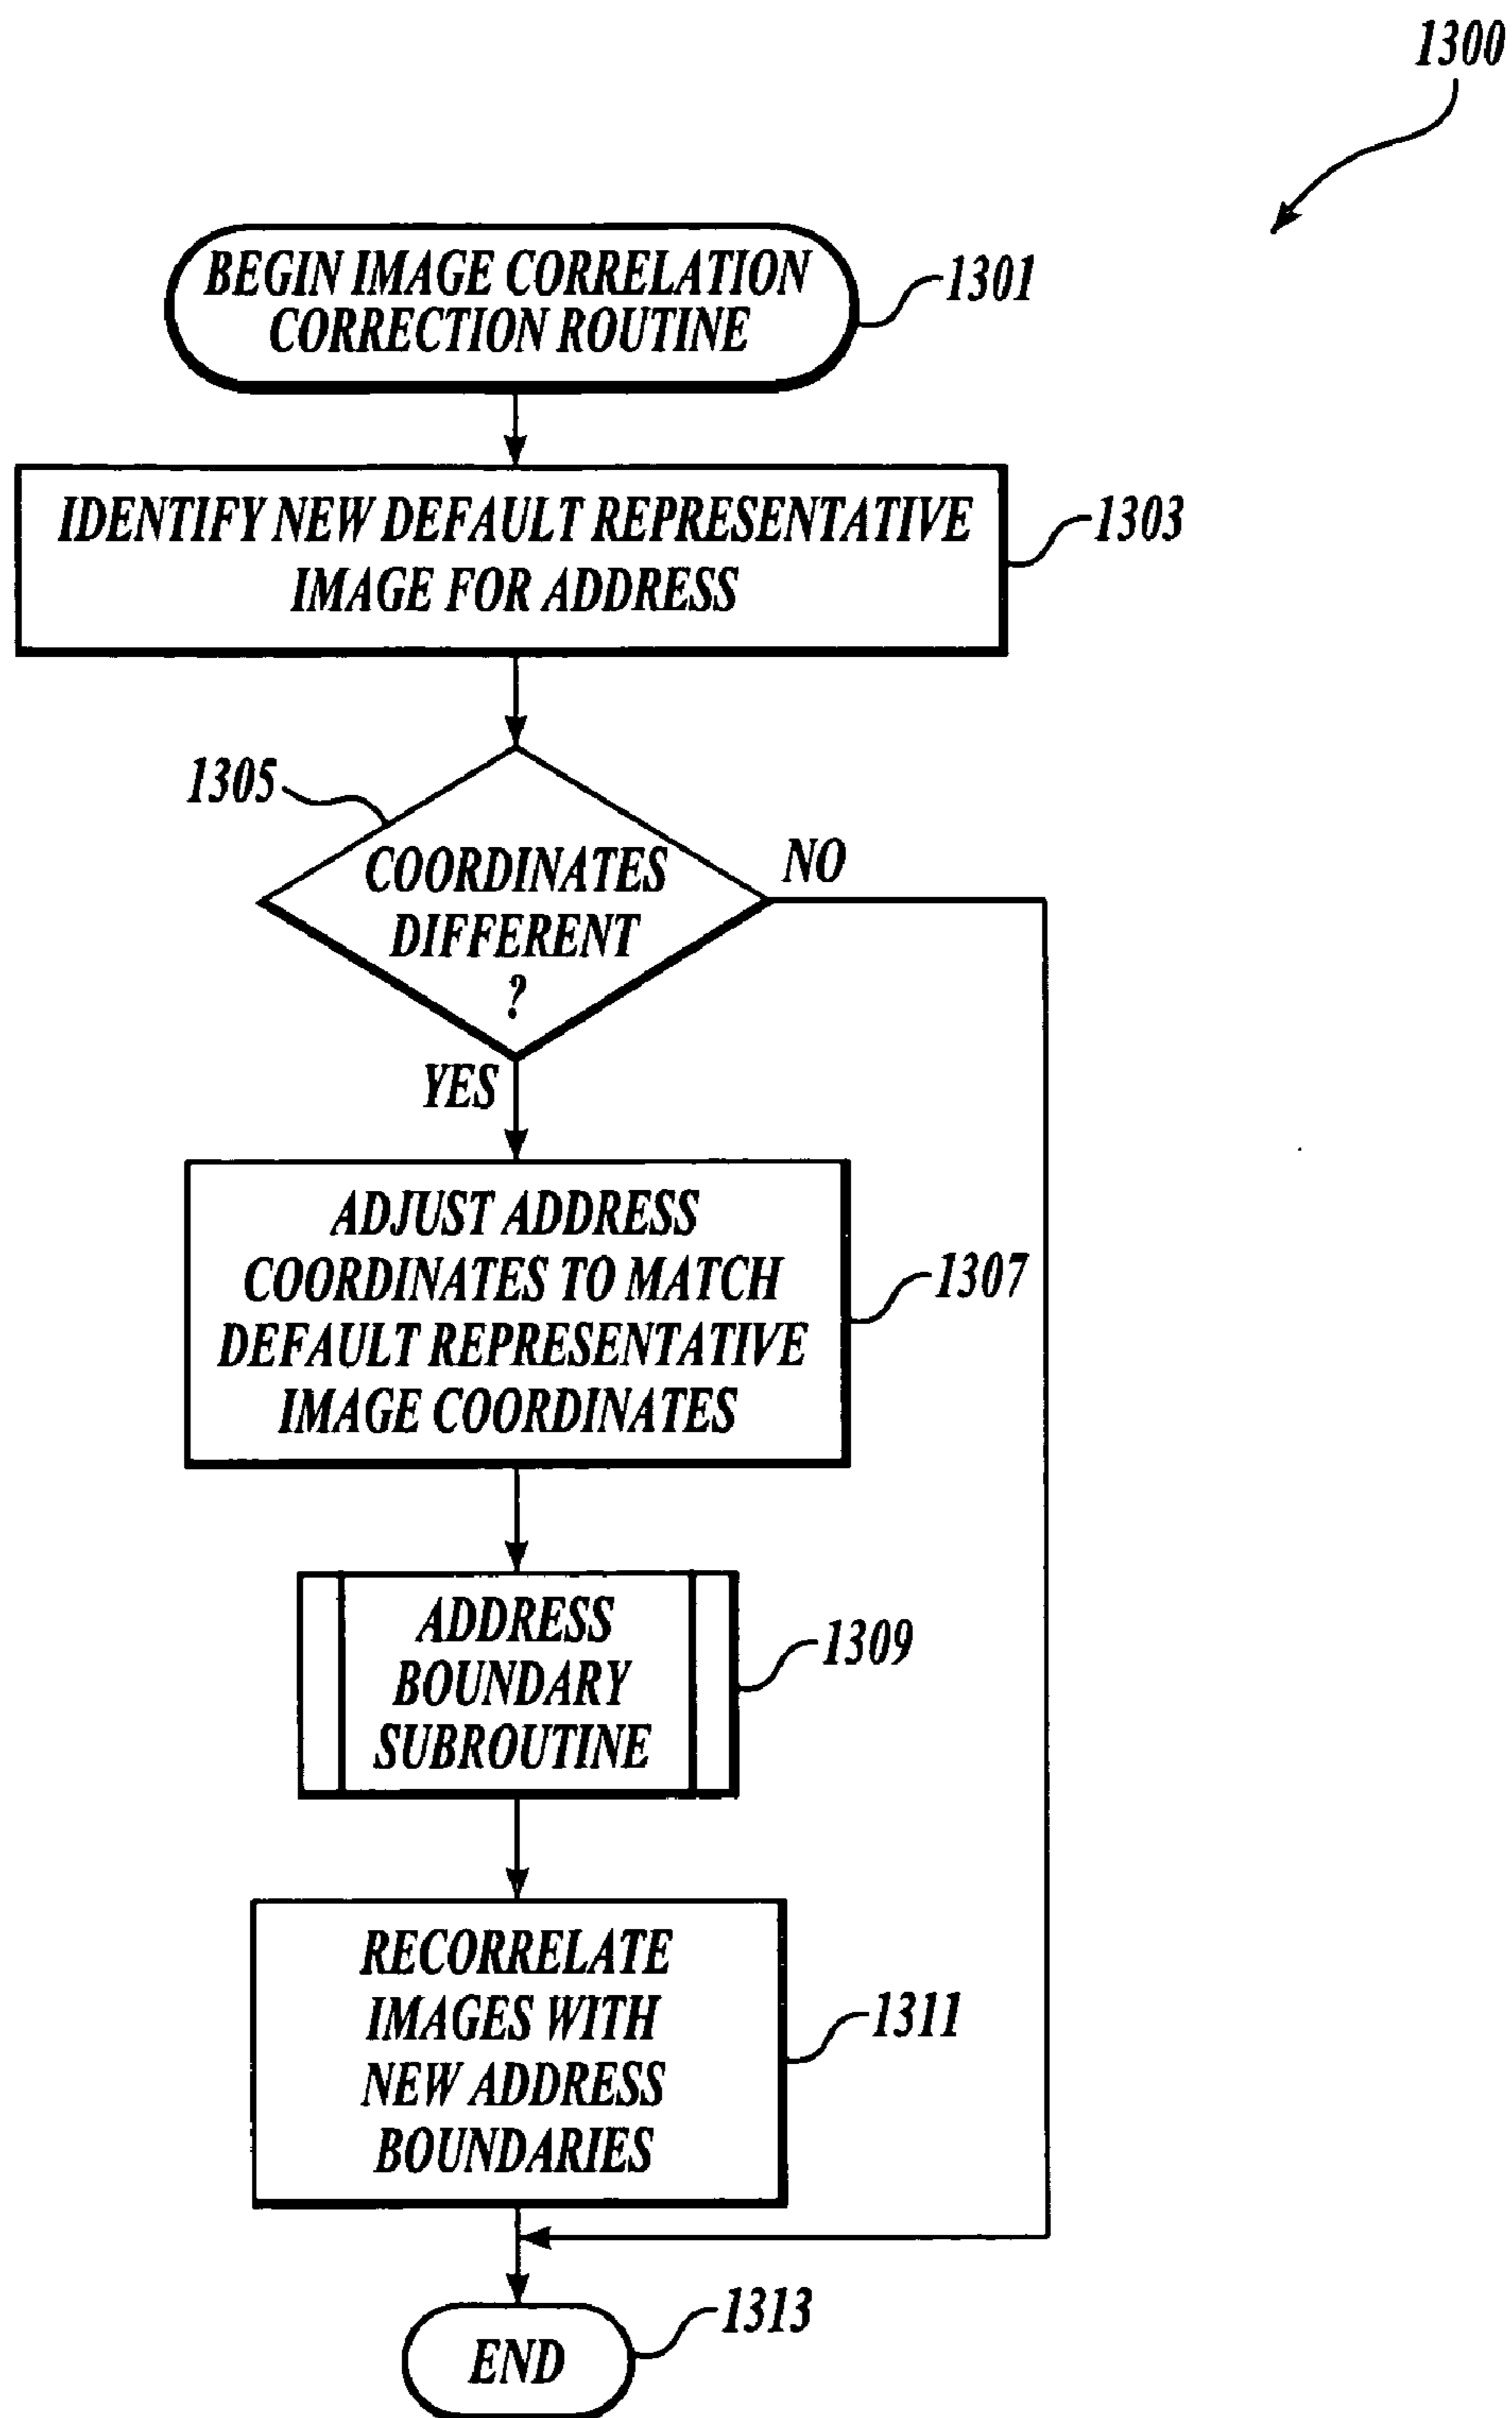 1300
BEGIN IMAGE CORRELATION
CORRECTION ROUTINE
1301
IDENTIFY NEW DEFAULT REPRESENTATIVE
IMAGE FOR ADDRESS
1303
1305
COORDINATES
DIFFERENT
?
NO
YES
ADJUST ADDRESS
COORDINATES TO MATCH
DEFAULT REPRESENTATIVE
IMAGE COORDINATES
1307
ADDRESS
BOUNDARY
SUBROUTINE
1309
RECORRELATE
IMAGES WITH
NEW ADDRESS
BOUNDARIES
1311
END
1313